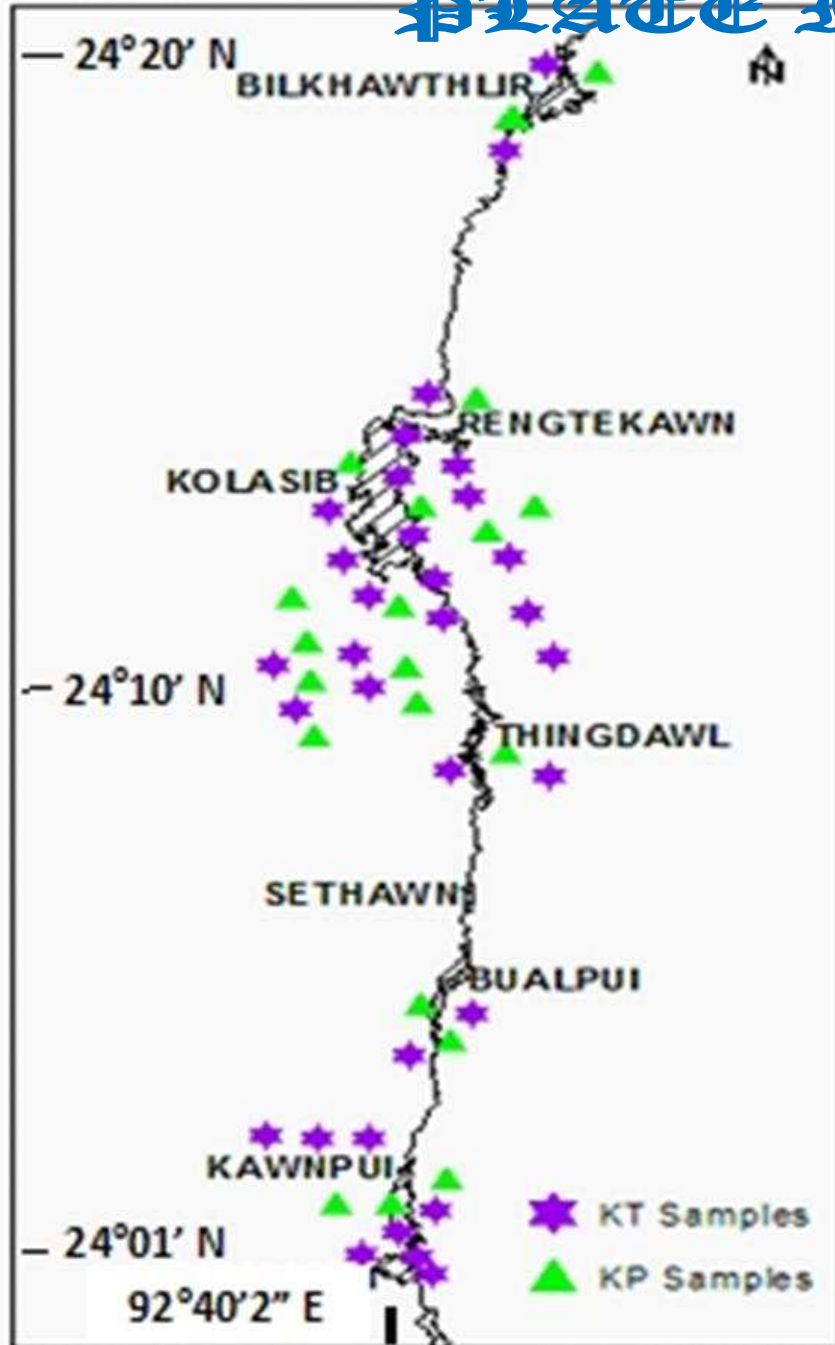 PLATE
24°20' N
BILKHAWTHLIR
N
RENGTEKAWN
KOLASIB
24°10' N
THINGDAWL
SETHAWN
BUALPUI
KAWNPUI
KT Samples
24°01' N
KP Samples
92°40'2" E